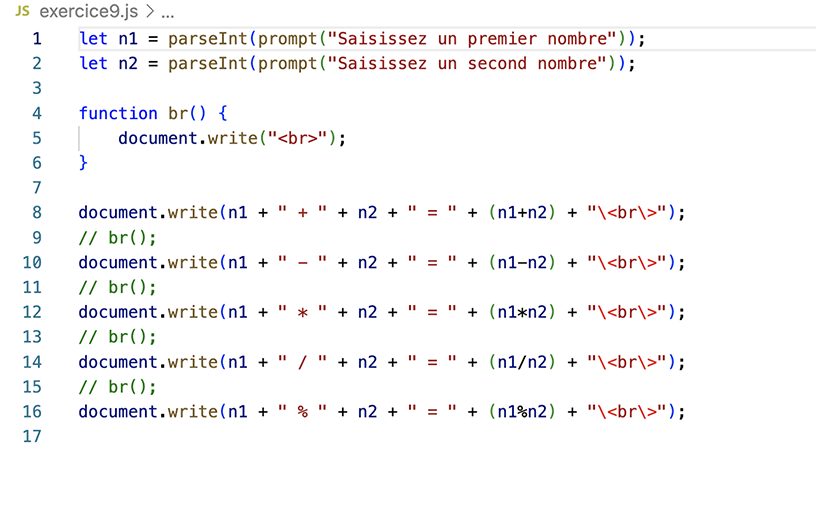 JS exercice9.js > ...
1 let n1 = parseInt(prompt("Saisissez un premier nombre"));
2 let n2 = parseInt(prompt("Saisissez un second nombre"));
3
4 function br() {
5     document.write("<br>");
6 }
7
8 document.write(n1 + " + " + n2 + " = " + (n1+n2) + "\<br\>");
9 // br();
10 document.write(n1 + " - " + n2 + " = " + (n1-n2) + "\<br\>");
11 // br();
12 document.write(n1 + " * " + n2 + " = " + (n1*n2) + "\<br\>");
13 // br();
14 document.write(n1 + " / " + n2 + " = " + (n1/n2) + "\<br\>");
15 // br();
16 document.write(n1 + " % " + n2 + " = " + (n1%n2) + "\<br\>");
17